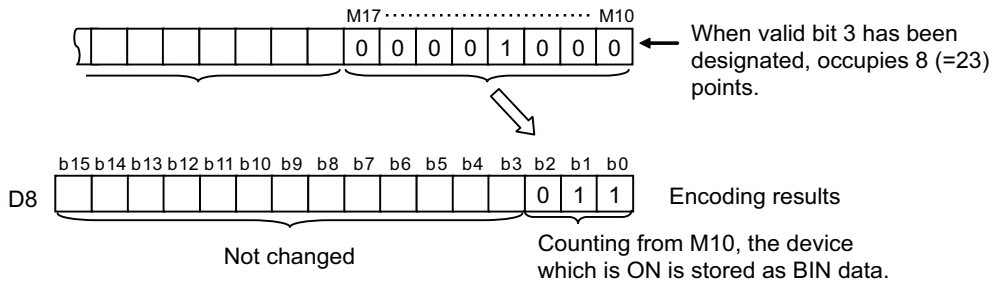 M17 ............................ M10
0 0 0 0 1 0 0 0
When valid bit 3 has been
designated, occupies 8 (=23)
points.
b15 b14 b13 b12 b11 b10 b9 b8 b7 b6 b5 b4 b3 b2 b1 b0
D8 0 1 1 Encoding results
Not changed
Counting from M10, the device
which is ON is stored as BIN data.